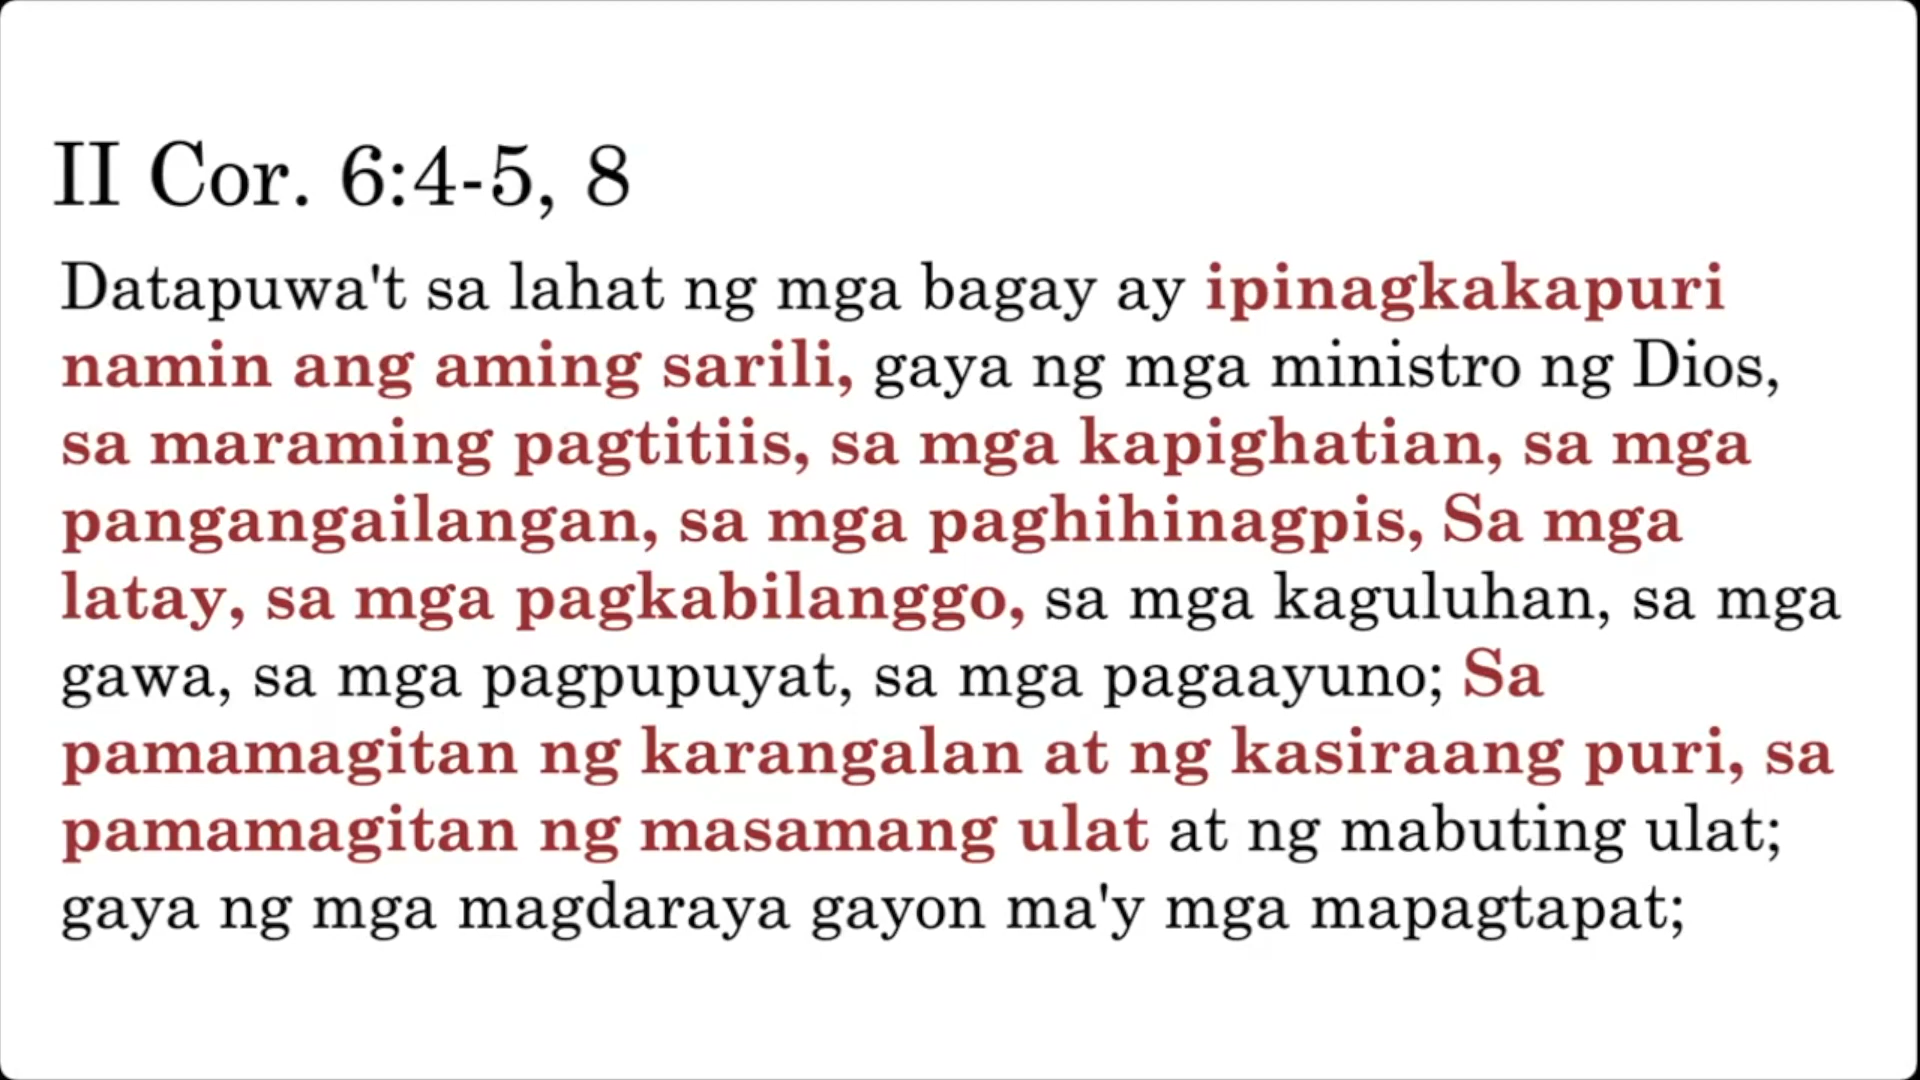 II Cor. 6:4-5, 8
Datapuwa't sa lahat ng mga bagay ay ipinagkakapuri
namin ang aming sarili, gaya ng mga ministro ng Dios,
sa maraming pagtitiis, sa mga kapighatian, sa mga
pangangailangan, sa mga paghihinagpis, Sa mga
latay, sa mga pagkabilanggo, sa mga kaguluhan, sa mga
gawa, sa mga pagpupuyat, sa mga pagaayuno; Sa
pamamagitan ng karangalan at ng kasiraang puri, sa
pamamagitan ng masamang ulat at ng mabuting ulat;
gaya ng mga magdaraya gayon ma'y mga mapagtapat;